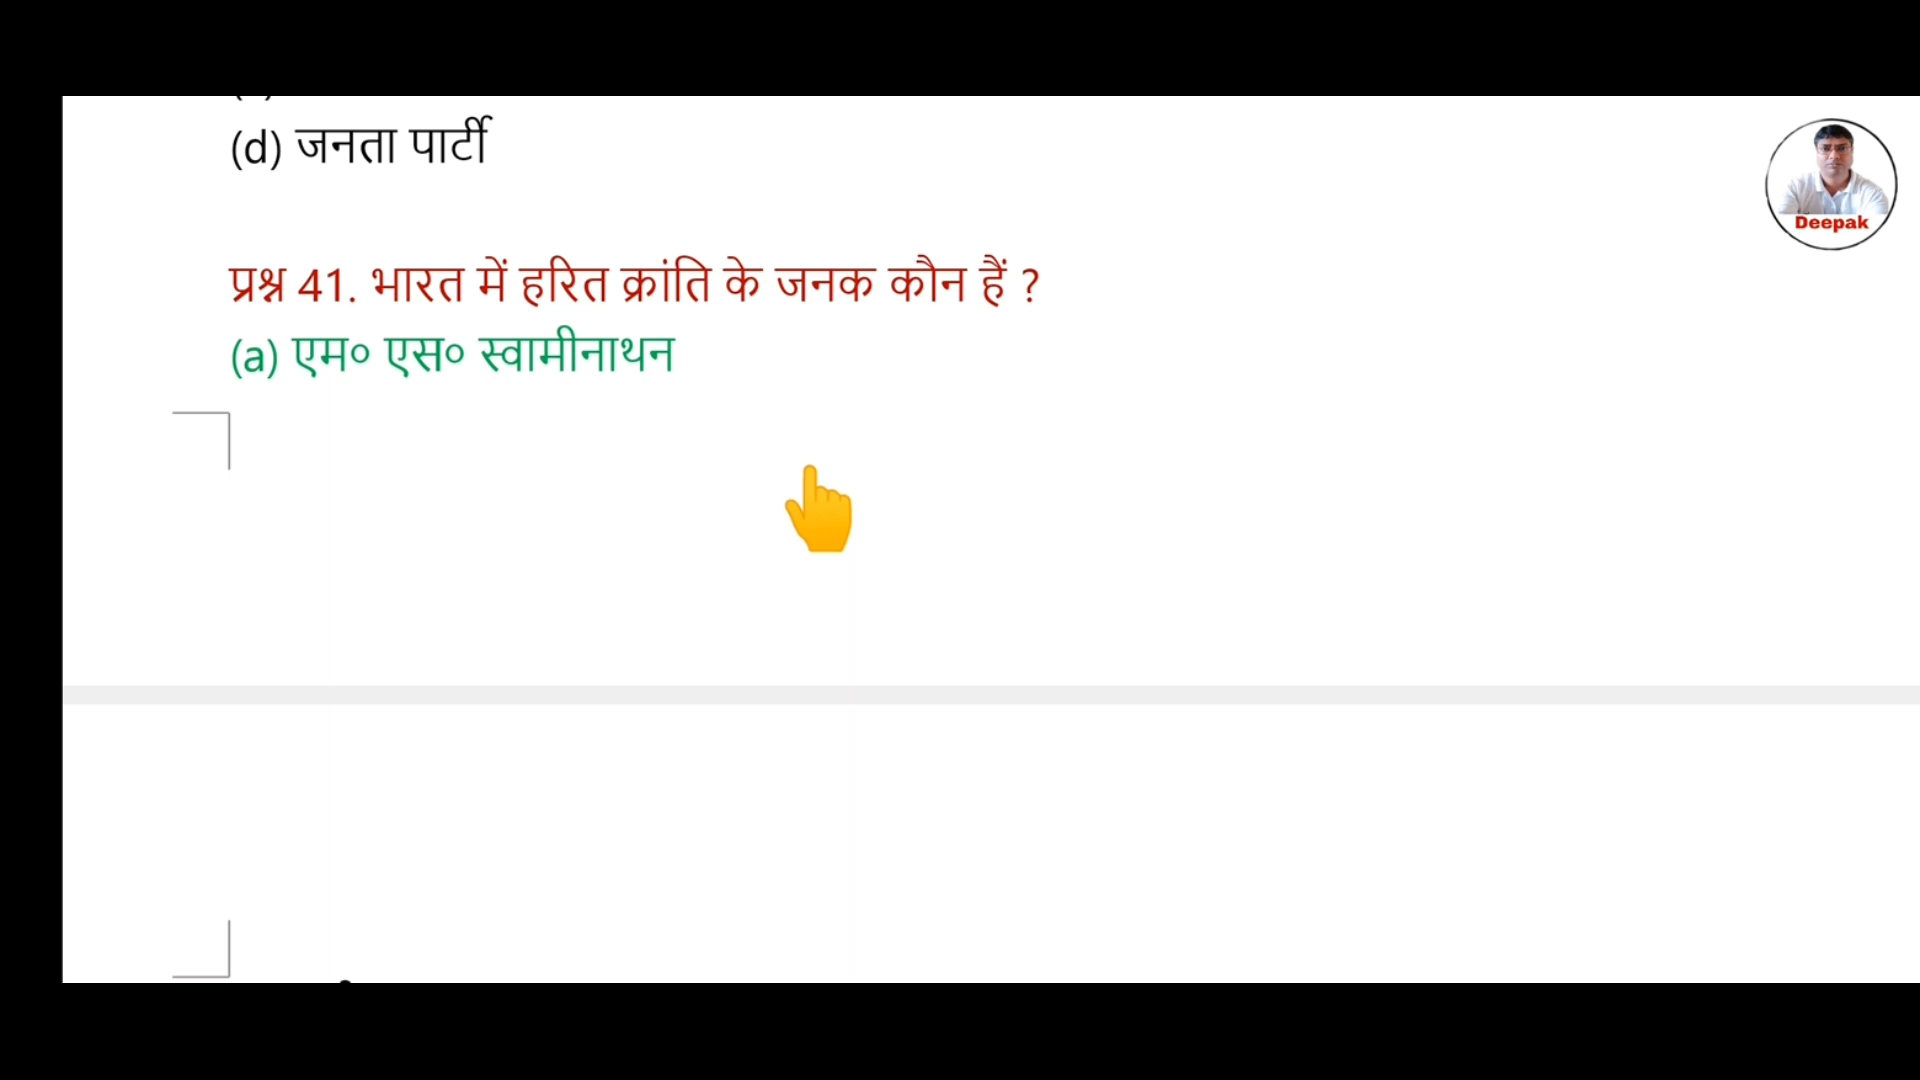 (d) जनता पार्टी
Deepak
प्रश्न 41. भारत में हरित क्रांति के जनक कौन हैं ?
(a) एम० एस० स्वामीनाथन